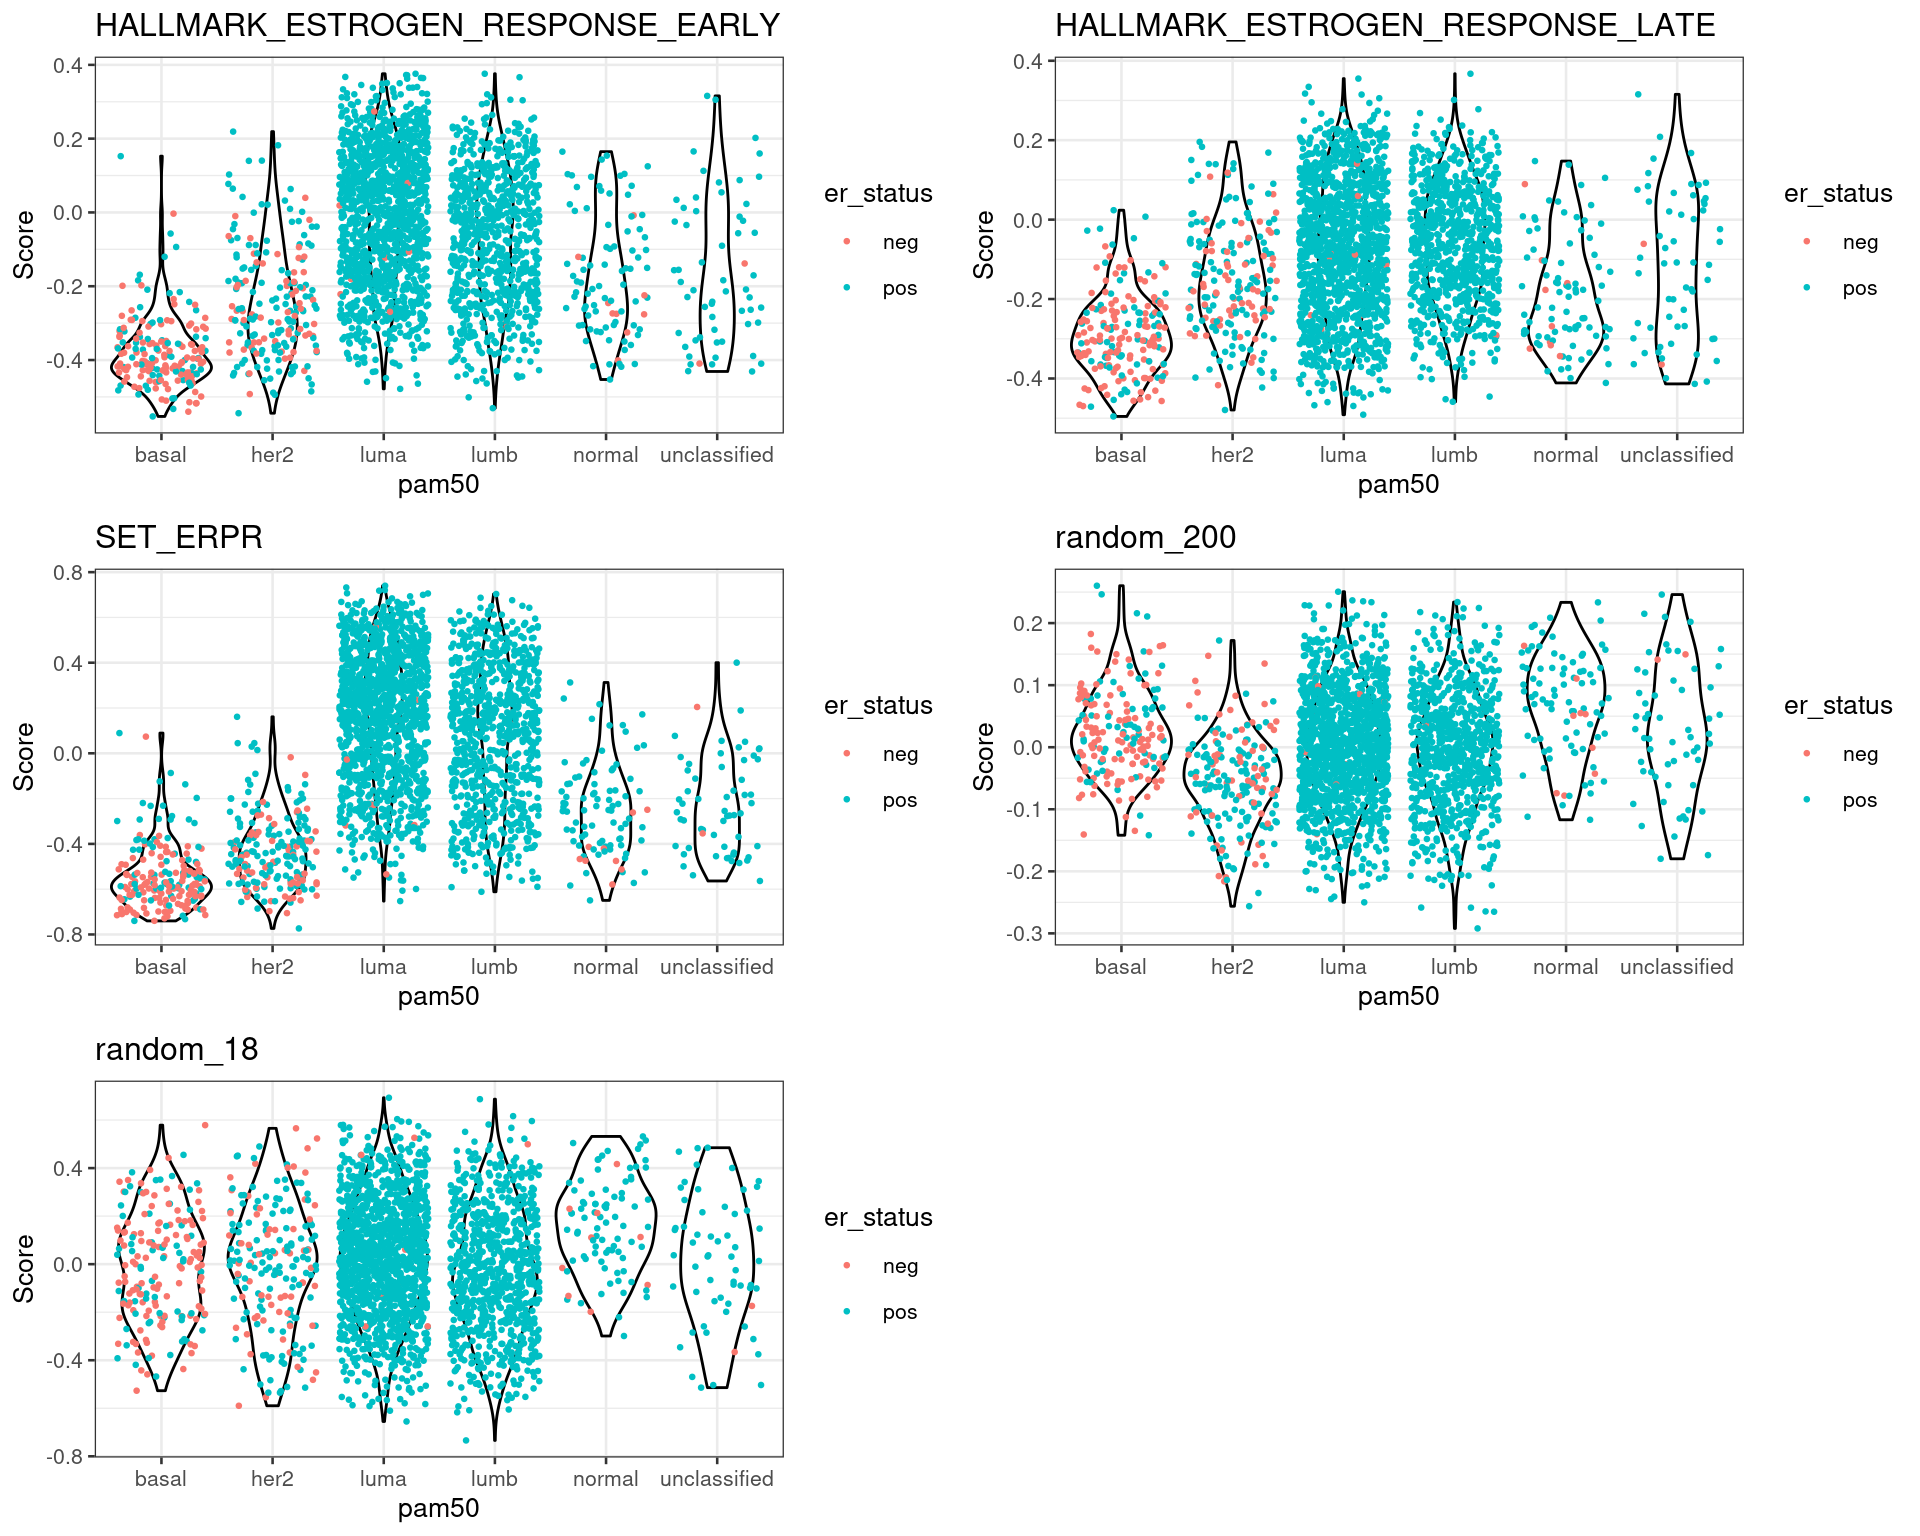 HALLMARK_ESTROGEN_RESPONSE_EARLY
0.4
0.2
0.0
-0.2
-0.4
Score
basal her2 luma lumb normal unclassified
pam50
er_status
neg
pos
HALLMARK_ESTROGEN_RESPONSE_LATE
0.4
0.2
0.0
-0.2
-0.4
Score
basal her2 luma lumb normal unclassified
pam50
er_status
neg
pos
SET_ERPR
0.8
0.4
0.0
-0.4
-0.8
Score
basal her2 luma lumb normal unclassified
pam50
er_status
neg
pos
random_200
0.2
0.1
0.0
-0.1
-0.2
-0.3
Score
basal her2 luma lumb normal unclassified
pam50
er_status
neg
pos
random_18
0.4
0.0
-0.4
-0.8
Score
basal her2 luma lumb normal unclassified
pam50
er_status
neg
pos